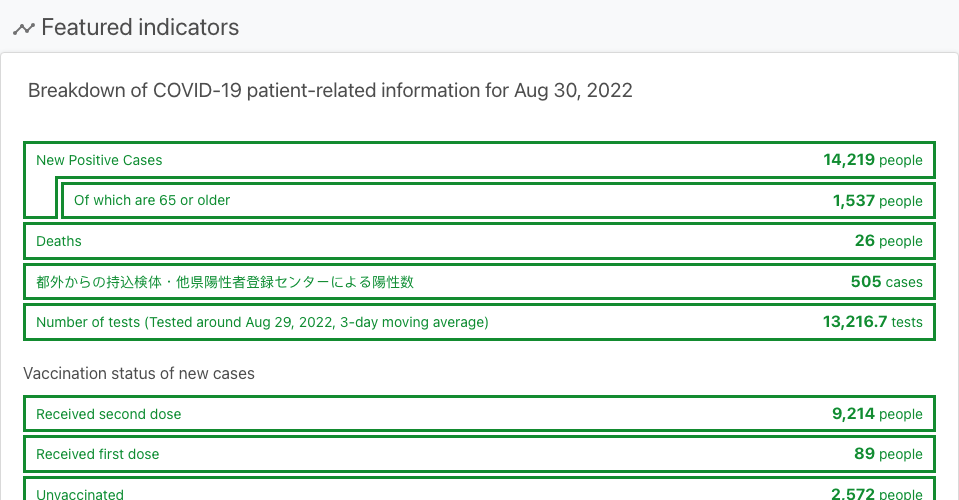 Featured indicators
Breakdown of COVID-19 patient-related information for Aug 30, 2022
New Positive Cases 14,219 people
Of which are 65 or older 1,537 people
Deaths 26 people
都外からの持込検体・他県陽性者登録センターによる陽性数 505 cases
Number of tests (Tested around Aug 29, 2022, 3-day moving average) 13,216.7 tests
Vaccination status of new cases
Received second dose 9,214 people
Received first dose 89 people
Unvaccinated 2,572 people